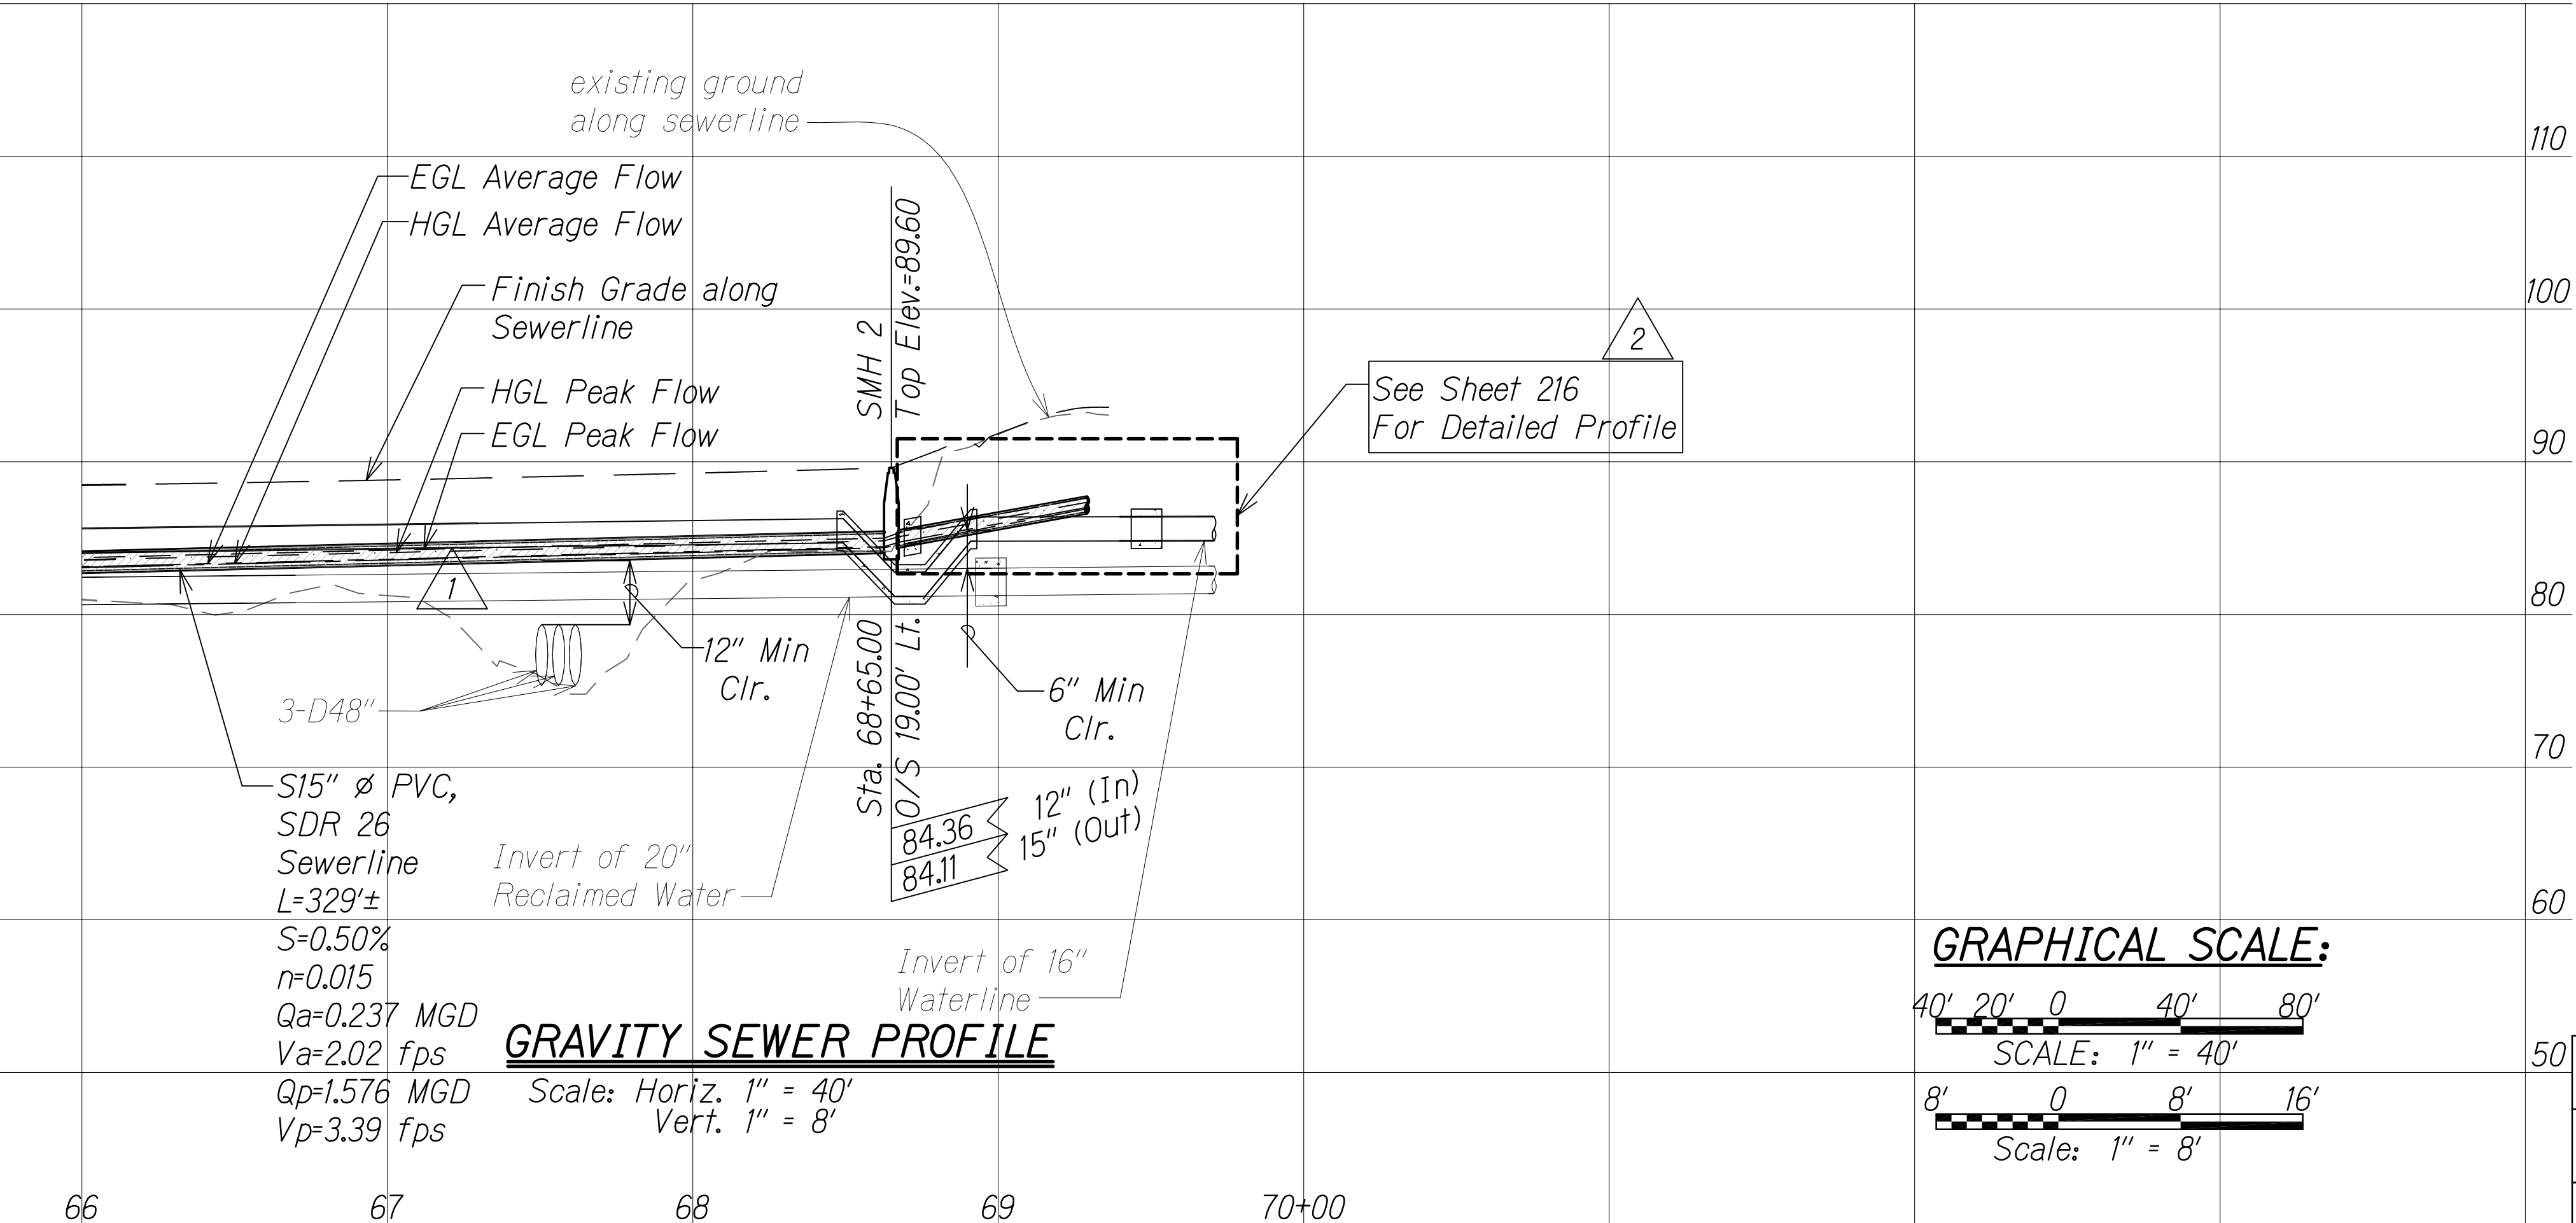 existing ground
along sewerline
EGL Average Flow
HGL Average Flow
Finish Grade along
Sewerline
HGL Peak Flow
EGL Peak Flow
SMH 2
Top Elev.=89.60
2
See Sheet 216
For Detailed Profile
110
100
90
80
70
60
50
1
12" Min
Clr.
3-D48"
Sta. 68+65.00
O/S 19.00' Lt.
6" Min
Clr.
84.36
12" (In)
84.11
15" (Out)
S15" Ø PVC,
SDR 26
Sewerline
L=329'±
S=0.50%
n=0.015
Qa=0.237 MGD
Va=2.02 fps
Qp=1.576 MGD
Vp=3.39 fps
Invert of 20"
Reclaimed Water
Invert of 16"
Waterline
GRAVITY SEWER PROFILE
Scale: Horiz. 1" = 40'
Vert. 1" = 8'
GRAPHICAL SCALE:
40' 20' 0 40' 80'
SCALE: 1" = 40'
8' 0 8' 16'
Scale: 1" = 8'
66 67 68 69 70+00